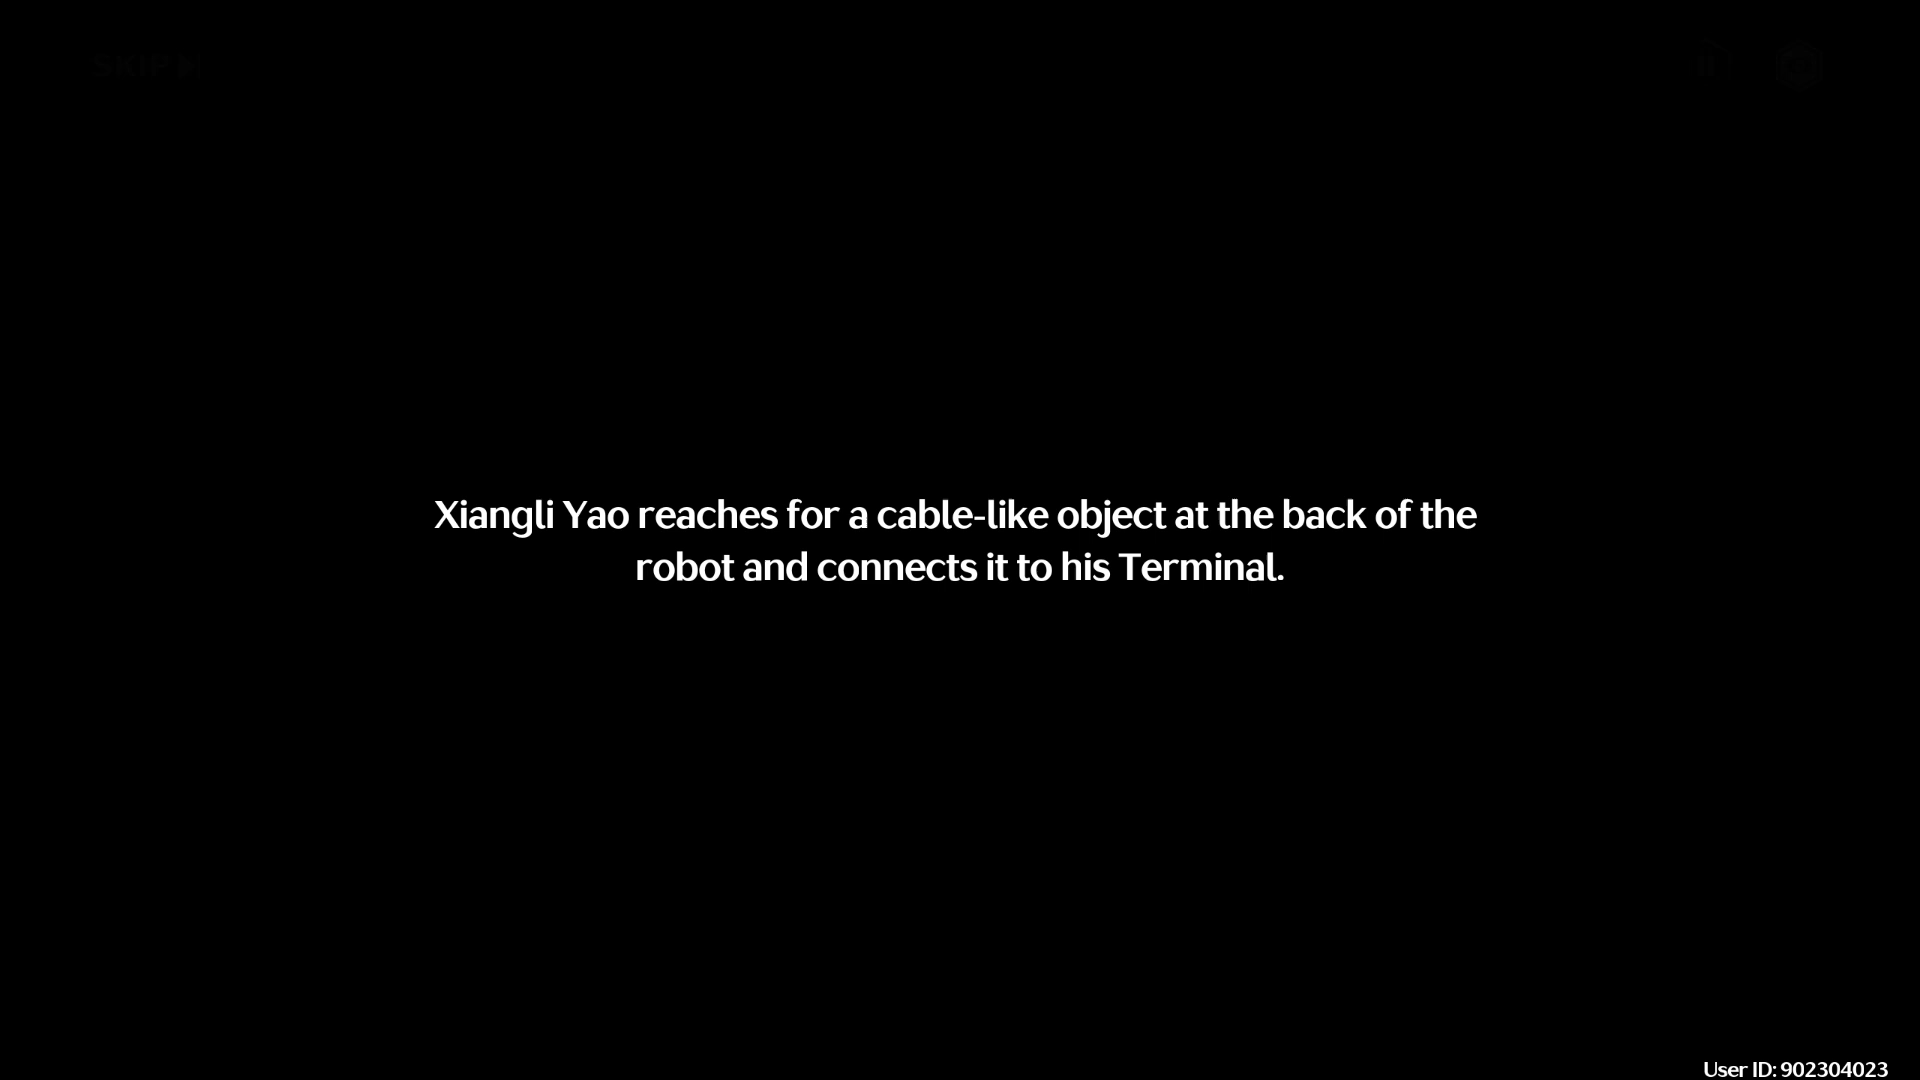 SKIP
Xiangli Yao reaches for a cable-like object at the back of the
robot and connects it to his Terminal.
User ID: 902304023